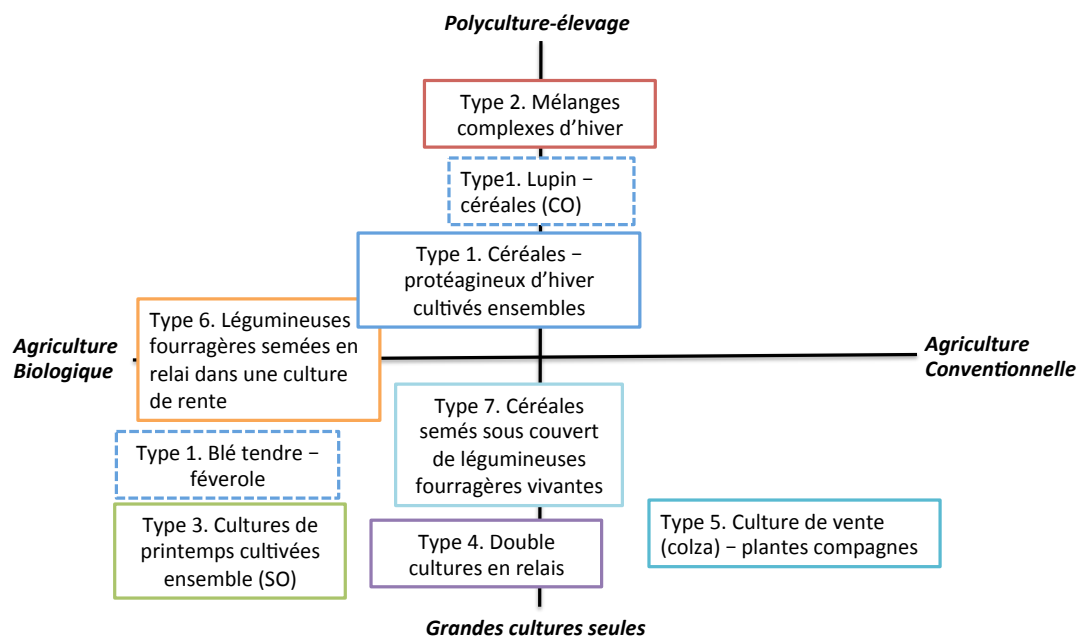 Polyculture-élevage
Type 2. Mélanges
complexes d’hiver
Type1. Lupin –
céréales (CO)
Type 1. Céréales –
protéagineux d’hiver
cultivés ensembles
Agriculture
Biologique
Type 6. Légumineuses
fourragères semées en
relai dans une culture
de rente
Agriculture
Conventionnelle
Type 7. Céréales
semés sous couvert
de légumineuses
fourragères vivantes
Type 1. Blé tendre –
féverole
Type 3. Cultures de
printemps cultivées
ensemble (SO)
Type 4. Double
cultures en relais
Type 5. Culture de vente
(colza) – plantes compagnes
Grandes cultures seules